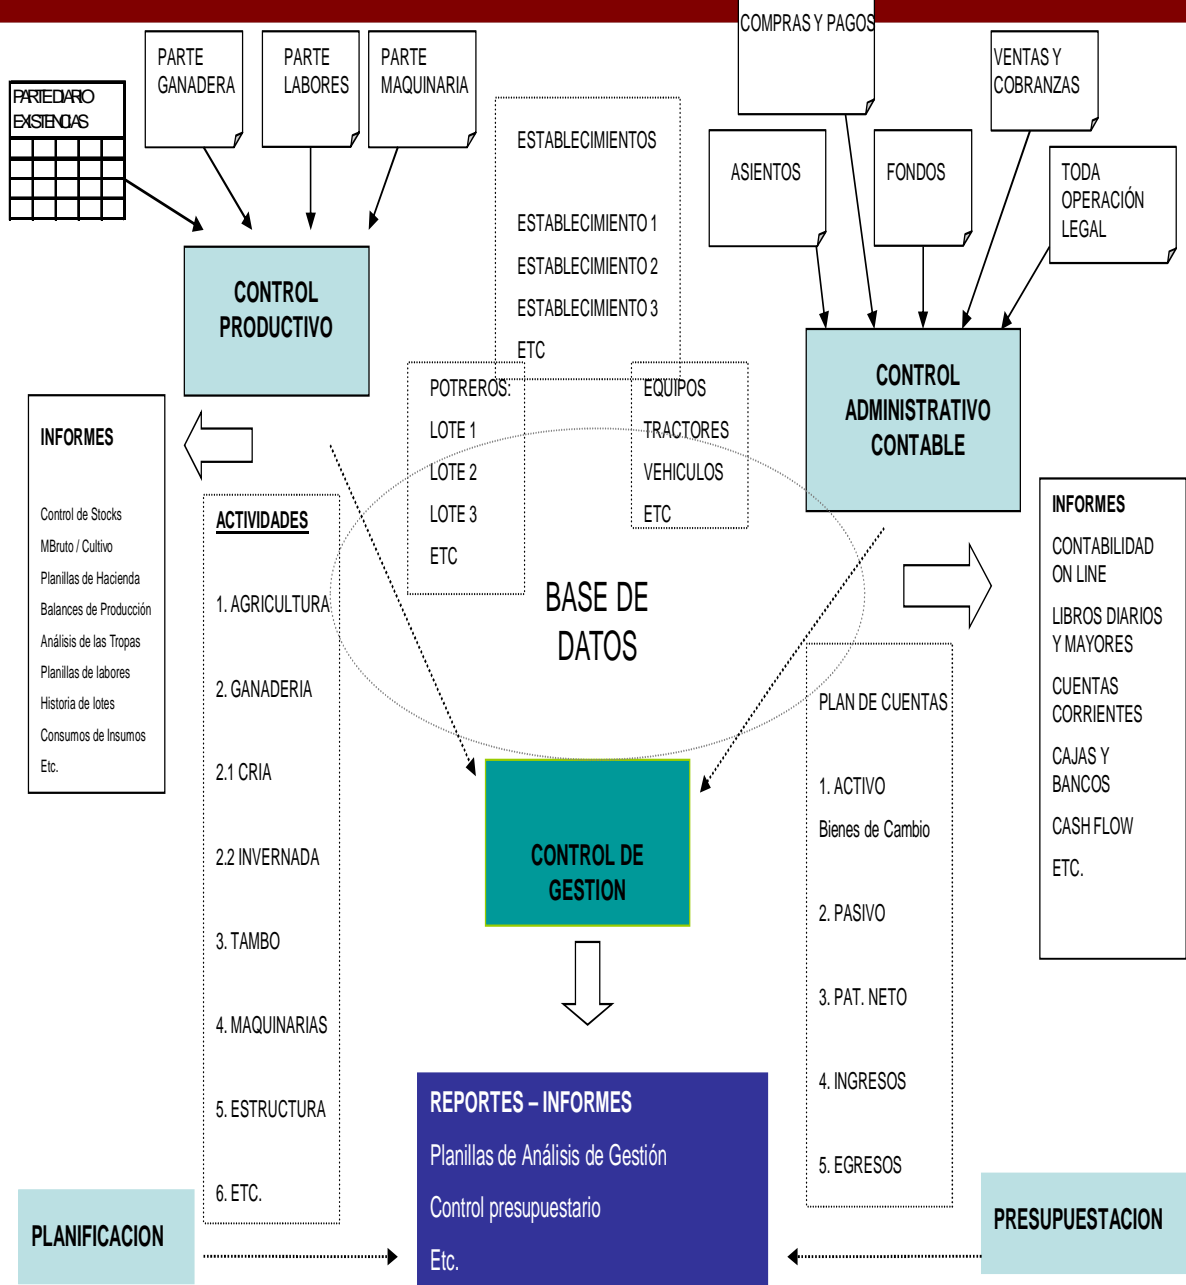 COMPRAS Y PAGOS
PARTE
GANADERA
PARTE
LABORES
PARTE
MAQUINARIA
VENTAS Y
COBRANZAS
PARTE DIARIO
EXISTENCIAS
ESTABLECIMIENTOS
ESTABLECIMIENTO 1
ESTABLECIMIENTO 2
ESTABLECIMIENTO 3
ETC
ASIENTOS
FONDOS
TODA
OPERACIÓN
LEGAL
CONTROL
PRODUCTIVO
CONTROL
ADMINISTRATIVO
CONTABLE
POTREROS:
LOTE 1
LOTE 2
LOTE 3
ETC
EQUIPOS
TRACTORES
VEHICULOS
ETC
INFORMES
Control de Stocks
MBruto / Cultivo
Planillas de Hacienda
Balances de Producción
Análisis de las Tropas
Planillas de labores
Historia de lotes
Consumos de Insumos
Etc.
ACTIVIDADES
1. AGRICULTURA
2. GANADERIA
2.1 CRIA
2.2 INVERNADA
3. TAMBO
4. MAQUINARIAS
5. ESTRUCTURA
6. ETC.
BASE DE
DATOS
INFORMES
CONTABILIDAD
ON LINE
LIBROS DIARIOS
Y MAYORES
CUENTAS
CORRIENTES
CAJAS Y
BANCOS
CASH FLOW
ETC.
PLAN DE CUENTAS
1. ACTIVO
Bienes de Cambio
2. PASIVO
3. PAT. NETO
4. INGRESOS
5. EGRESOS
CONTROL DE
GESTION
REPORTES – INFORMES
Planillas de Análisis de Gestión
Control presupuestario
Etc.
PLANIFICACION
PRESUPUESTACION